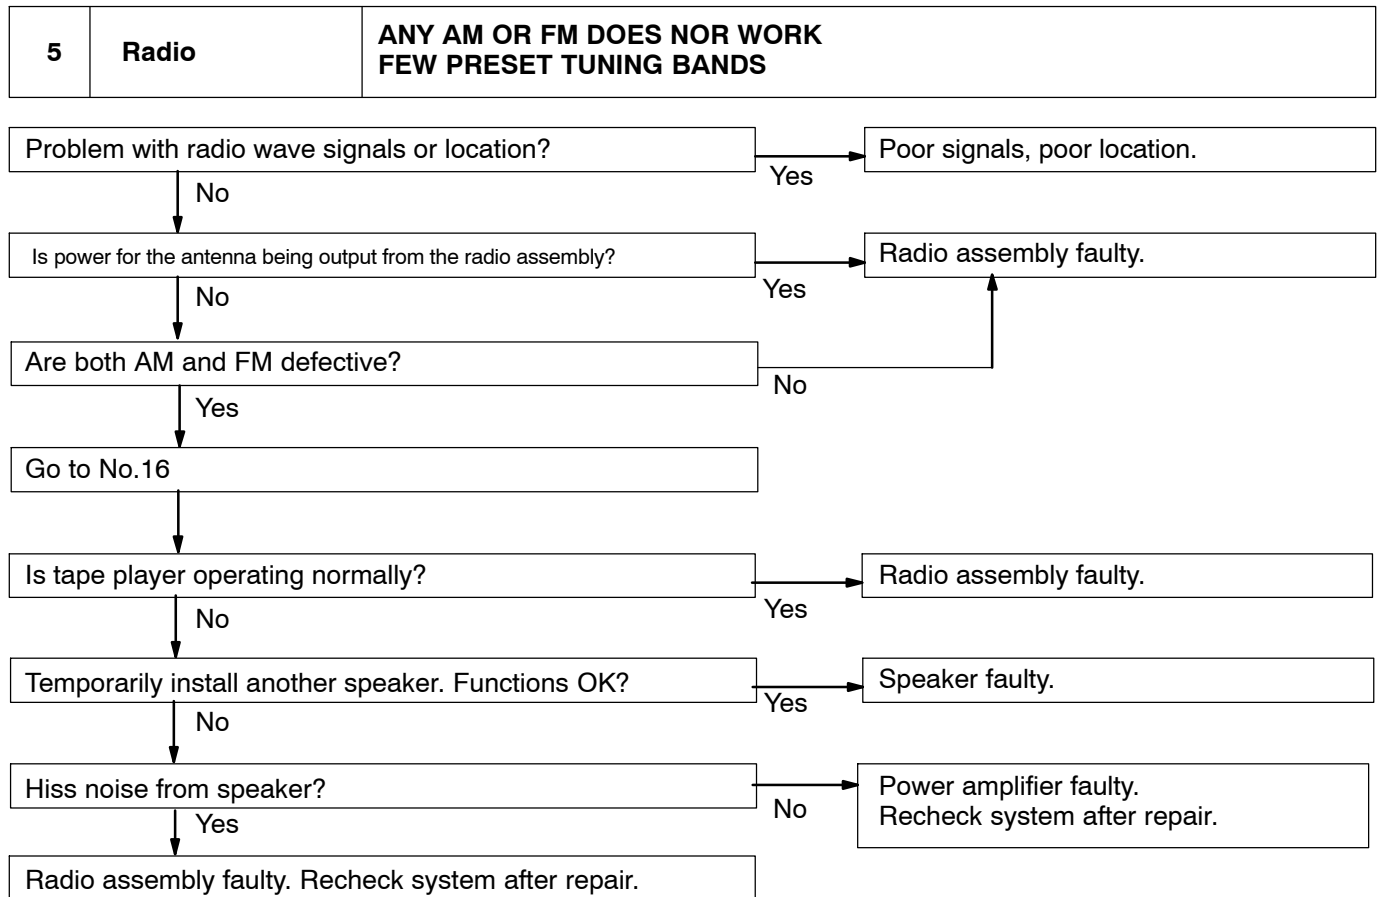 5
Radio
ANY AM OR FM DOES NOR WORK
FEW PRESET TUNING BANDS
Problem with radio wave signals or location?
Yes
Poor signals, poor location.
No
Is power for the antenna being output from the radio assembly?
Yes
Radio assembly faulty.
No
Are both AM and FM defective?
No
Yes
Go to No.16
Is tape player operating normally?
Yes
Radio assembly faulty.
No
Temporarily install another speaker. Functions OK?
Yes
Speaker faulty.
No
Hiss noise from speaker?
No
Power amplifier faulty.
Recheck system after repair.
Yes
Radio assembly faulty. Recheck system after repair.